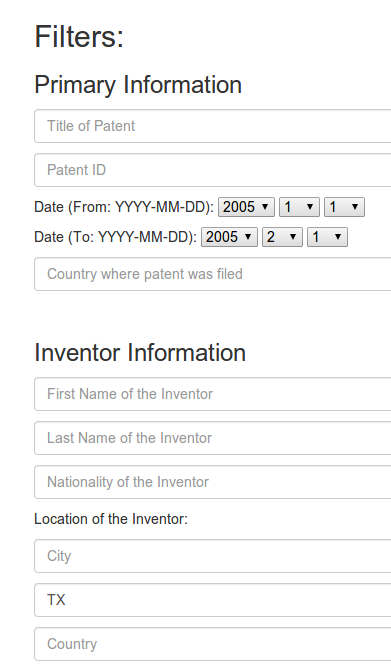 Filters:
Primary Information
Title of Patent
Patent ID
Date (From: YYYY-MM-DD): 2005 1 1
Date (To: YYYY-MM-DD): 2005 2 1
Country where patent was filed
Inventor Information
First Name of the Inventor
Last Name of the Inventor
Nationality of the Inventor
Location of the Inventor:
City
TX
Country